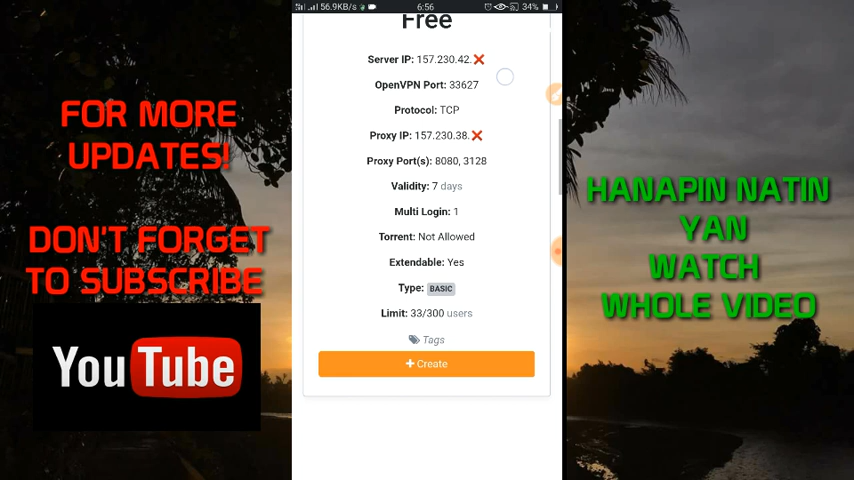 56.9KB/s
6:56
34%
Free
Server IP: 157.230.42.❌
OpenVPN Port: 33627
Protocol: TCP
Proxy IP: 157.230.38.❌
Proxy Port(s): 8080, 3128
Validity: 7 days
Multi Login: 1
Torrent: Not Allowed
Extendable: Yes
Type: BASIC
Limit: 33/300 users
Tags
+ Create
FOR MORE
UPDATES!
DON'T FORGET
TO SUBSCRIBE
YouTube
HANAPIN NATIN
YAN
WATCH
WHOLE VIDEO